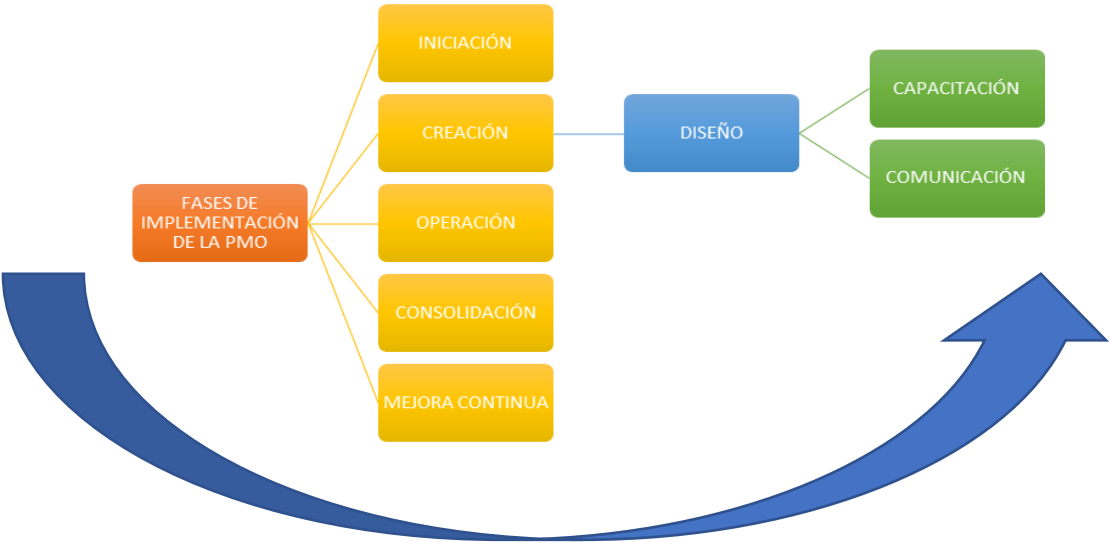 FASES DE
IMPLEMENTACIÓN
DE LA PMO
INICIACIÓN
CREACIÓN
OPERACIÓN
CONSOLIDACIÓN
MEJORA CONTINUA
DISEÑO
CAPACITACIÓN
COMUNICACIÓN